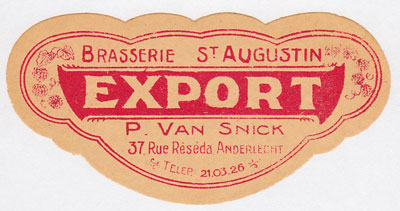 BRASSERIE ST AUGUSTIN
EXPORT
P. VAN SNICK
37, Rue Réséda, ANDERLECHT
TELEP. 21.03.26